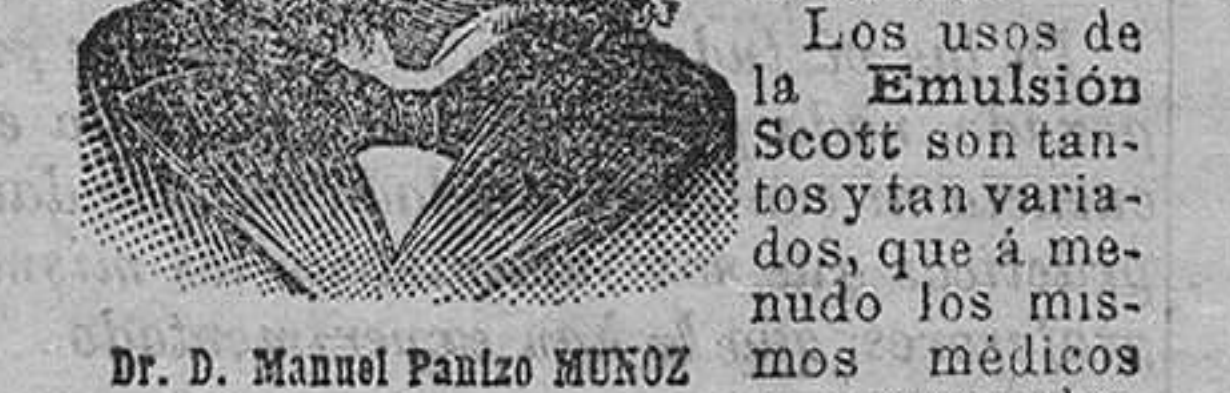 Los usos de
la Emulsión
Scott son tan-
tos y tan varia-
dos, que á me-
nudo los mis-
mos médicos
Dr. D. Manuel Panizo MUÑOZ